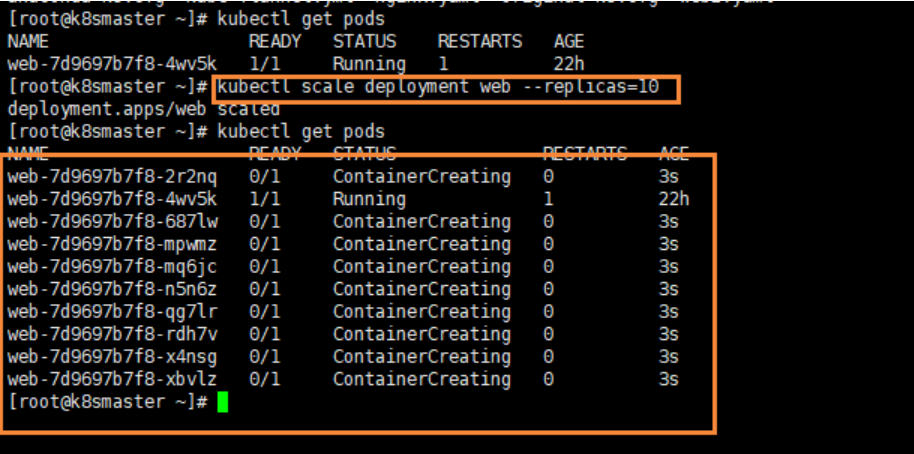 [root@k8smaster ~]# kubectl get pods
NAME READY STATUS RESTARTS AGE
web-7d9697b7f8-4wv5k 1/1 Running 1 22h
[root@k8smaster ~]# kubectl scale deployment web --replicas=10
deployment.apps/web scaled
[root@k8smaster ~]# kubectl get pods
NAME READY STATUS RESTARTS AGE
web-7d9697b7f8-2r2nq 0/1 ContainerCreating 0 3s
web-7d9697b7f8-4wv5k 1/1 Running 1 22h
web-7d9697b7f8-687lw 0/1 ContainerCreating 0 3s
web-7d9697b7f8-mpwmz 0/1 ContainerCreating 0 3s
web-7d9697b7f8-mq6jc 0/1 ContainerCreating 0 3s
web-7d9697b7f8-n5n6z 0/1 ContainerCreating 0 3s
web-7d9697b7f8-qg7lr 0/1 ContainerCreating 0 3s
web-7d9697b7f8-rdh7v 0/1 ContainerCreating 0 3s
web-7d9697b7f8-x4nsg 0/1 ContainerCreating 0 3s
web-7d9697b7f8-xbvlz 0/1 ContainerCreating 0 3s
[root@k8smaster ~]#